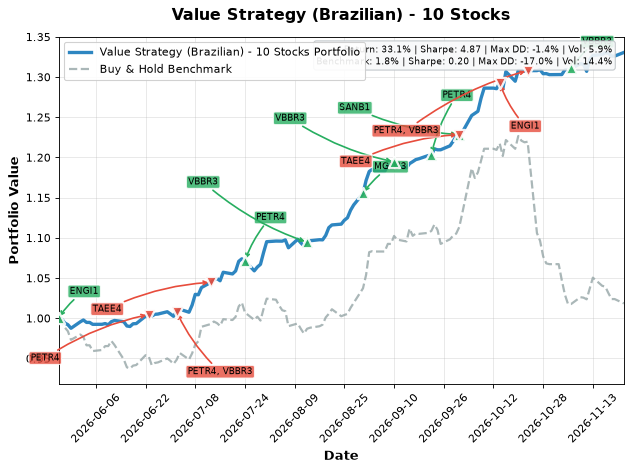 Value Strategy (Brazilian) - 10 Stocks
Value Strategy (Brazilian) - 10 Stocks Portfolio
Buy & Hold Benchmark
rn: 33.1% | Sharpe: 4.87 | Max DD: -1.4% | Vol: 5.9%
Benchmark: 1.8% | Sharpe: 0.20 | Max DD: -17.0% | Vol: 14.4%
VBBR3
PETR4
SANB1
VBBR3
PETR4, VBBR3
ENGI1
TAEE4
VBBR3
PETR4
ENGI1
TAEE4
PETR4
PETR4, VBBR3
1.35
1.30
1.25
1.20
1.15
1.10
1.05
1.00
Portfolio Value
2026-06-06
2026-06-22
2026-07-08
2026-07-24
2026-08-09
2026-08-25
2026-09-10
2026-09-26
2026-10-12
2026-10-28
2026-11-13
Date